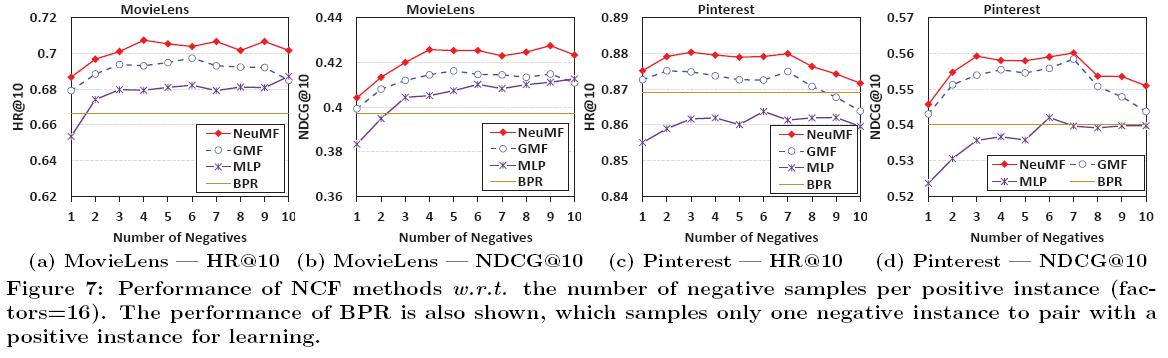 MovieLens
0.72
0.7
0.68
0.66
0.64
0.62
HR@10
NeuMF
GMF
MLP
BPR
1 2 3 4 5 6 7 8 9 10
Number of Negatives
(a) MovieLens — HR@10
MovieLens
0.44
0.42
0.4
0.38
0.36
NDCG@10
NeuMF
GMF
MLP
BPR
1 2 3 4 5 6 7 8 9 10
Number of Negatives
(b) MovieLens — NDCG@10
Pinterest
0.89
0.88
0.87
0.86
0.85
0.84
HR@10
NeuMF
GMF
MLP
BPR
1 2 3 4 5 6 7 8 9 10
Number of Negatives
(c) Pinterest — HR@10
Pinterest
0.57
0.56
0.55
0.54
0.53
0.52
NDCG@10
NeuMF GMF
MLP BPR
1 2 3 4 5 6 7 8 9 10
Number of Negatives
(d) Pinterest — NDCG@10
Figure 7: Performance of NCF methods w.r.t. the number of negative samples per positive instance (fac-
tors=16). The performance of BPR is also shown, which samples only one negative instance to pair with a
positive instance for learning.